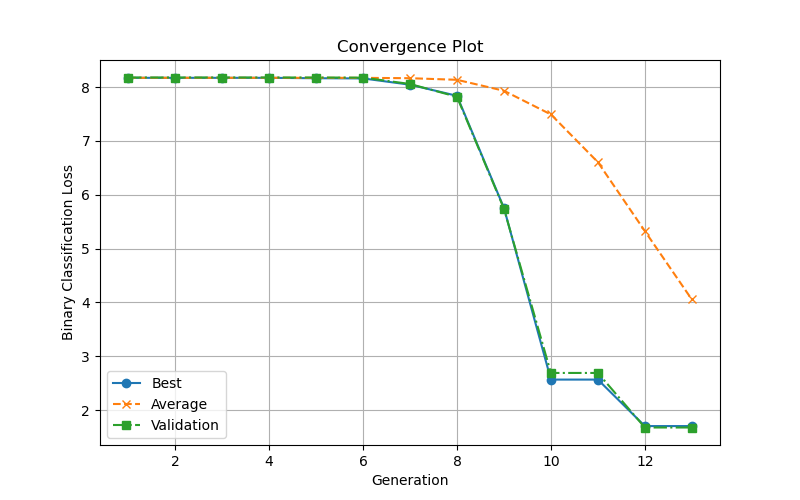 Convergence Plot
Binary Classification Loss
8
7
6
5
4
3
2
Best
Average
Validation
2 4 6 8 10 12
Generation